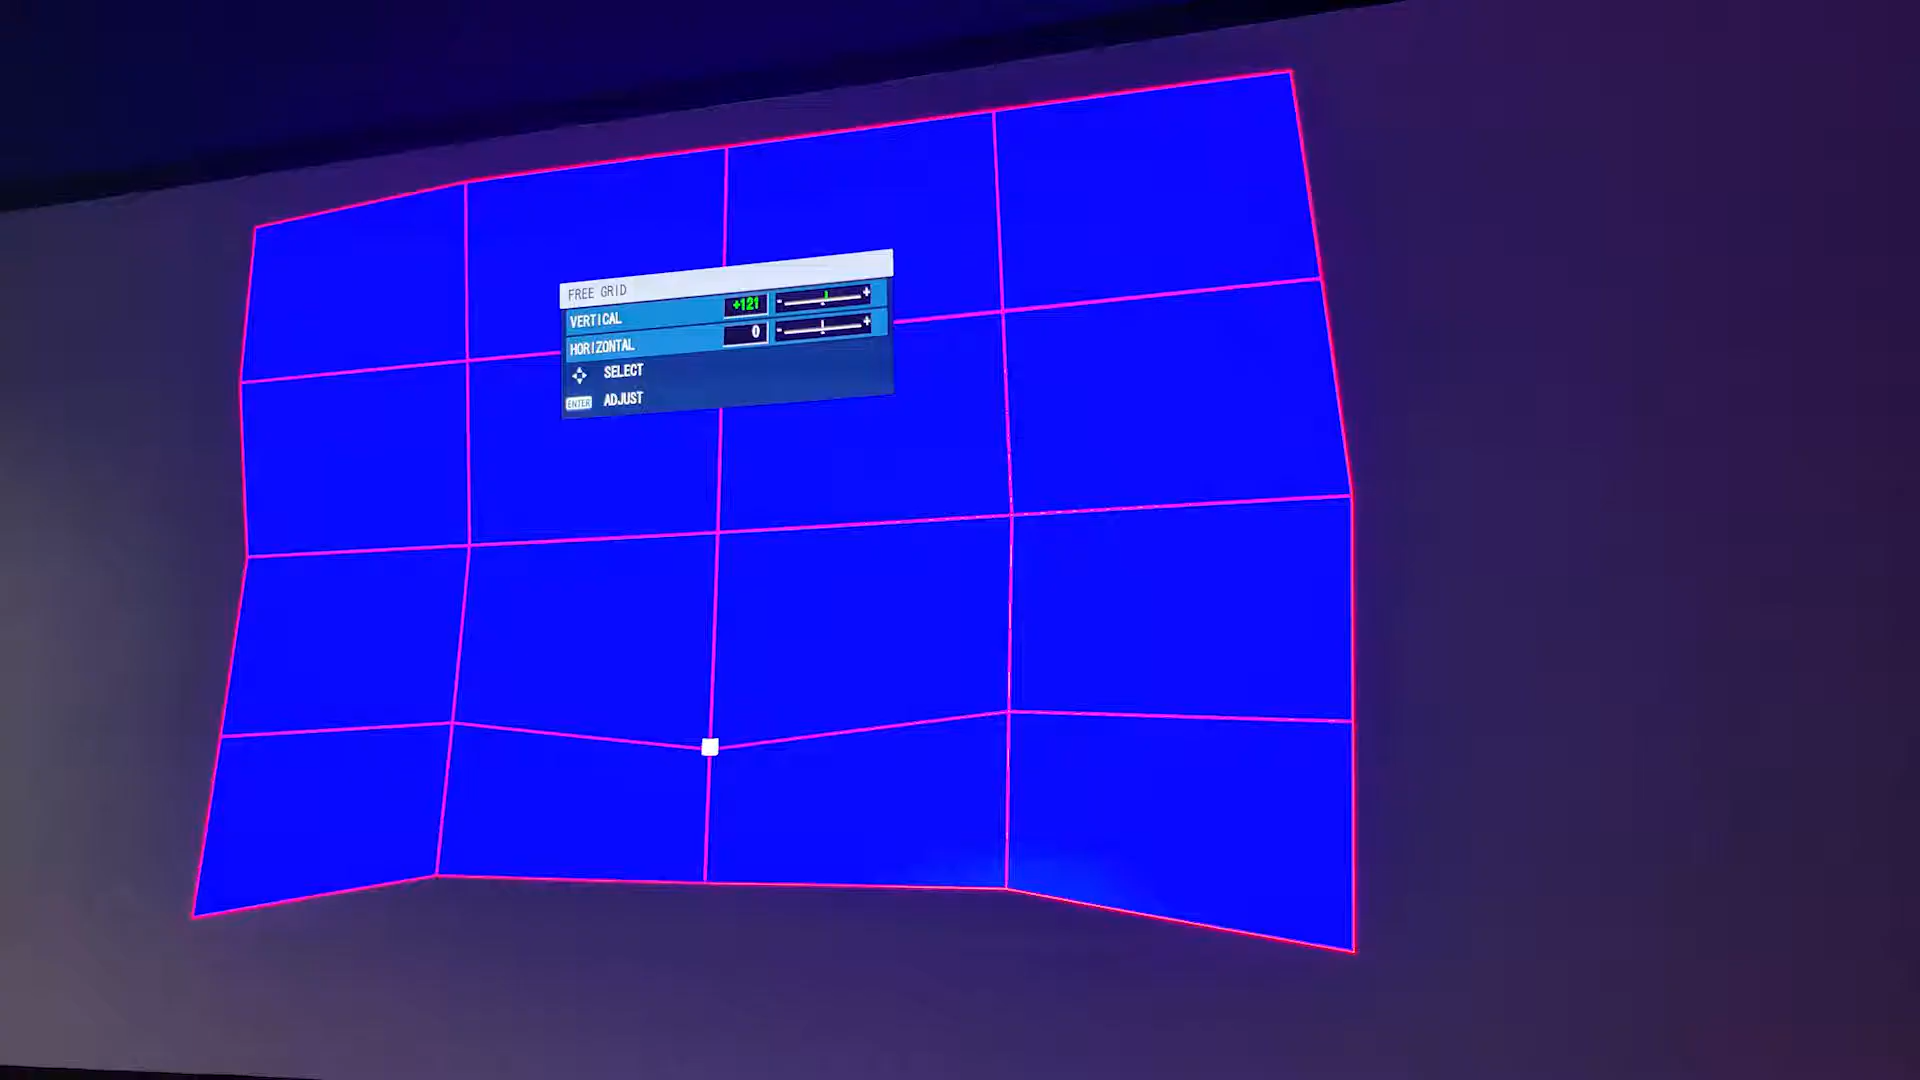 FREE GRID
VERTICAL +121 - +
HORIZONTAL 0 - +
SELECT
ENTER ADJUST